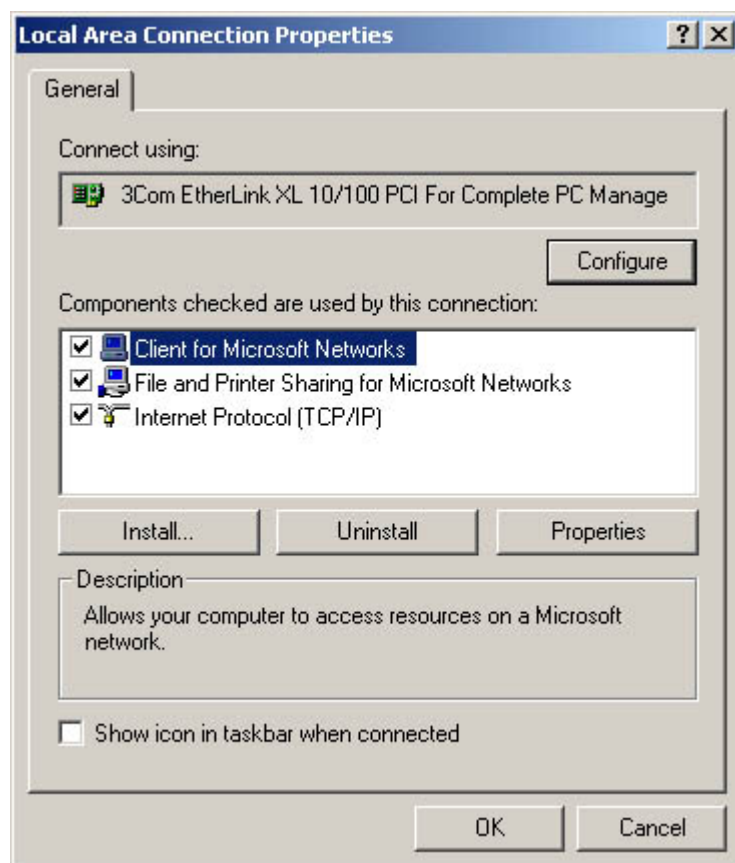 Local Area Connection Properties
General
Connect using:
3Com EtherLink XL 10/100 PCI For Complete PC Manage
Configure
Components checked are used by this connection:
Client for Microsoft Networks
File and Printer Sharing for Microsoft Networks
Internet Protocol (TCP/IP)
Install... Uninstall Properties
Description
Allows your computer to access resources on a Microsoft
network.
Show icon in taskbar when connected
OK Cancel